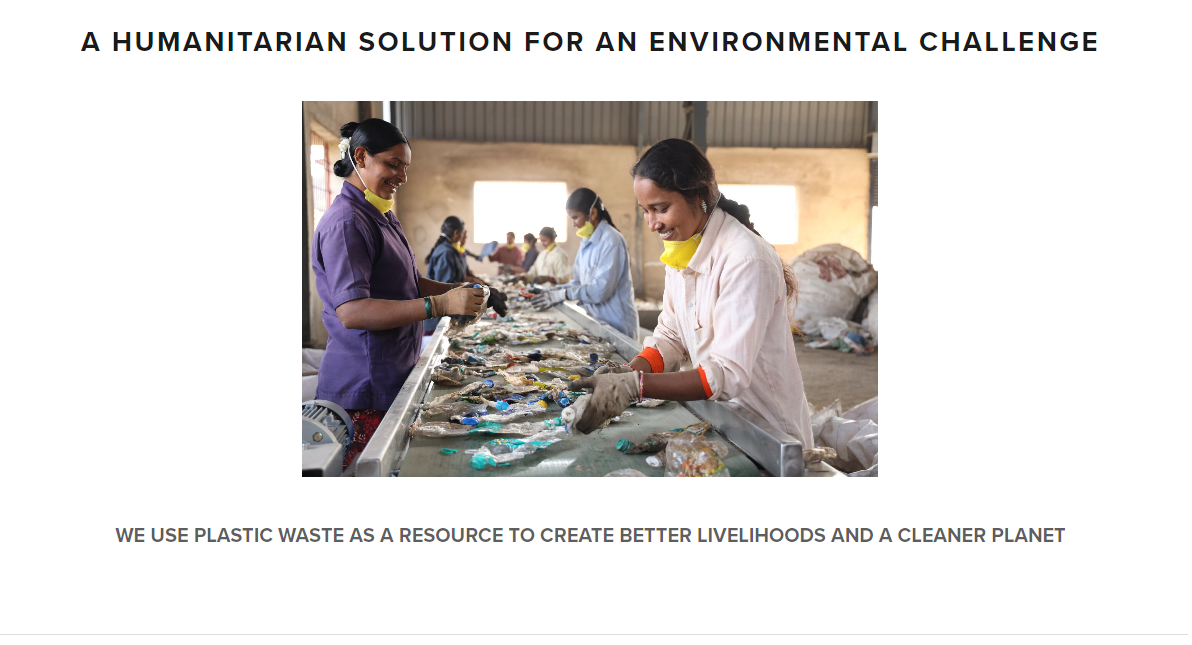 A HUMANITARIAN SOLUTION FOR AN ENVIRONMENTAL CHALLENGE
WE USE PLASTIC WASTE AS A RESOURCE TO CREATE BETTER LIVELIHOODS AND A CLEANER PLANET